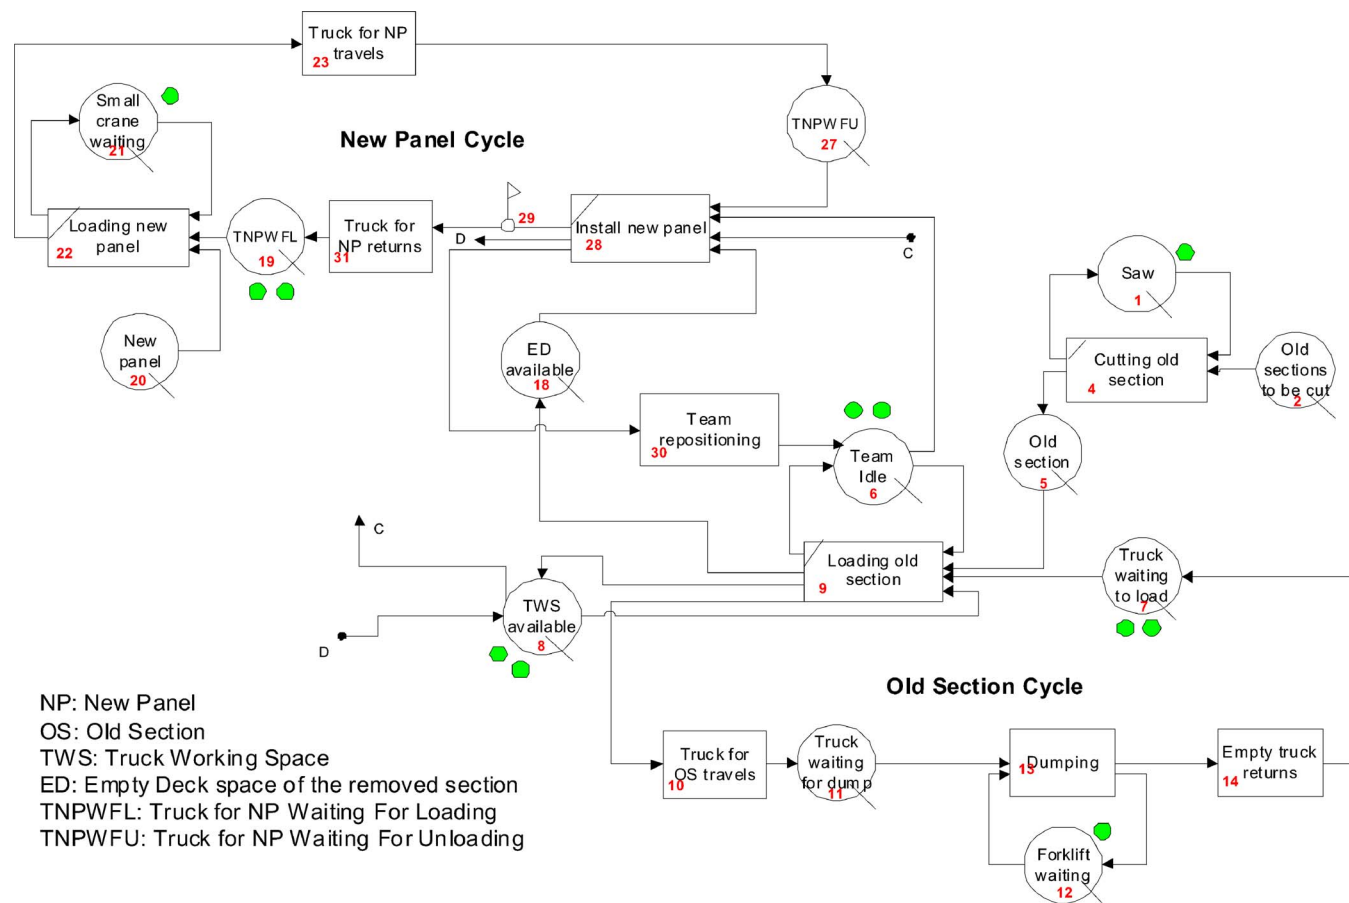 Truck for NP
travels
23
Small
crane
waiting
21
New Panel Cycle
TNPWFU
27
Loading new
panel
22
TNPWFL
19
Truck for
NP returns
31
29
D
Install new panel
28
C
Saw
1
New
panel
20
ED
available
18
Cutting old
section
4
Old
sections
to be cut
2
Team
repositioning
30
Team
Idle
6
Old
section
5
C
Loading old
section
9
Truck
waiting
to load
7
TWS
available
8
D
Old Section Cycle
NP: New Panel
OS: Old Section
TWS: Truck Working Space
ED: Empty Deck space of the removed section
TNPWFL: Truck for NP Waiting For Loading
TNPWFU: Truck for NP Waiting For Unloading
Truck for
OS travels
10
Truck
waiting
for dump
11
Dumping
13
Empty truck
returns
14
Forklift
waiting
12